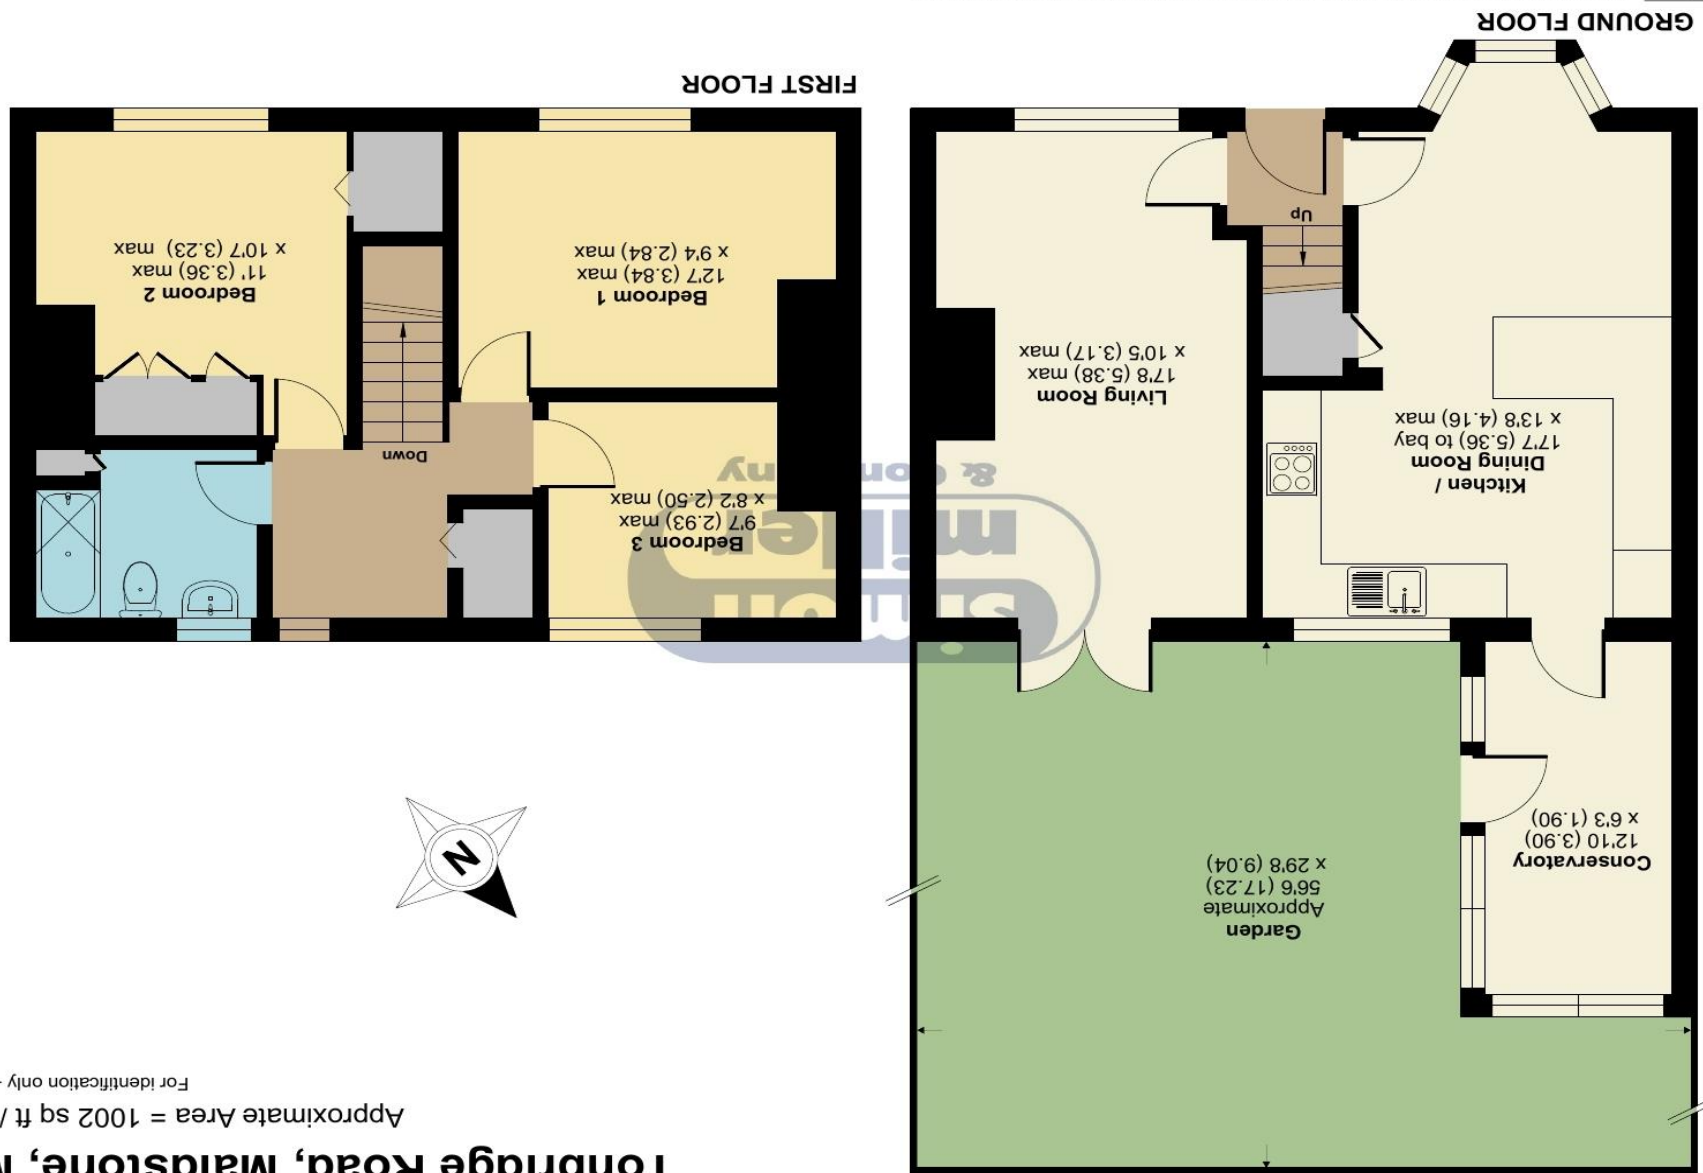 Tonbridge Road, Maidstone,
Approximate Area = 1002 sq ft /
For identification only -
Garden
Approximate
56'6 (17.23)
x 29'8 (9.04)
Conservatory
12'10 (3.90)
x 6'3 (1.90)
N
Kitchen /
Dining Room
17'7 (5.36) to bay
x 13'8 (4.16) max
Living Room
17'8 (5.38) max
x 10'5 (3.17) max
Up
GROUND FLOOR
simon
miller
& Company
Bedroom 3
9'7 (2.93) max
x 8'2 (2.50) max
Down
Bedroom 1
12'7 (3.84) max
x 9'4 (2.84) max
Bedroom 2
11' (3.36) max
x 10'7 (3.23) max
FIRST FLOOR